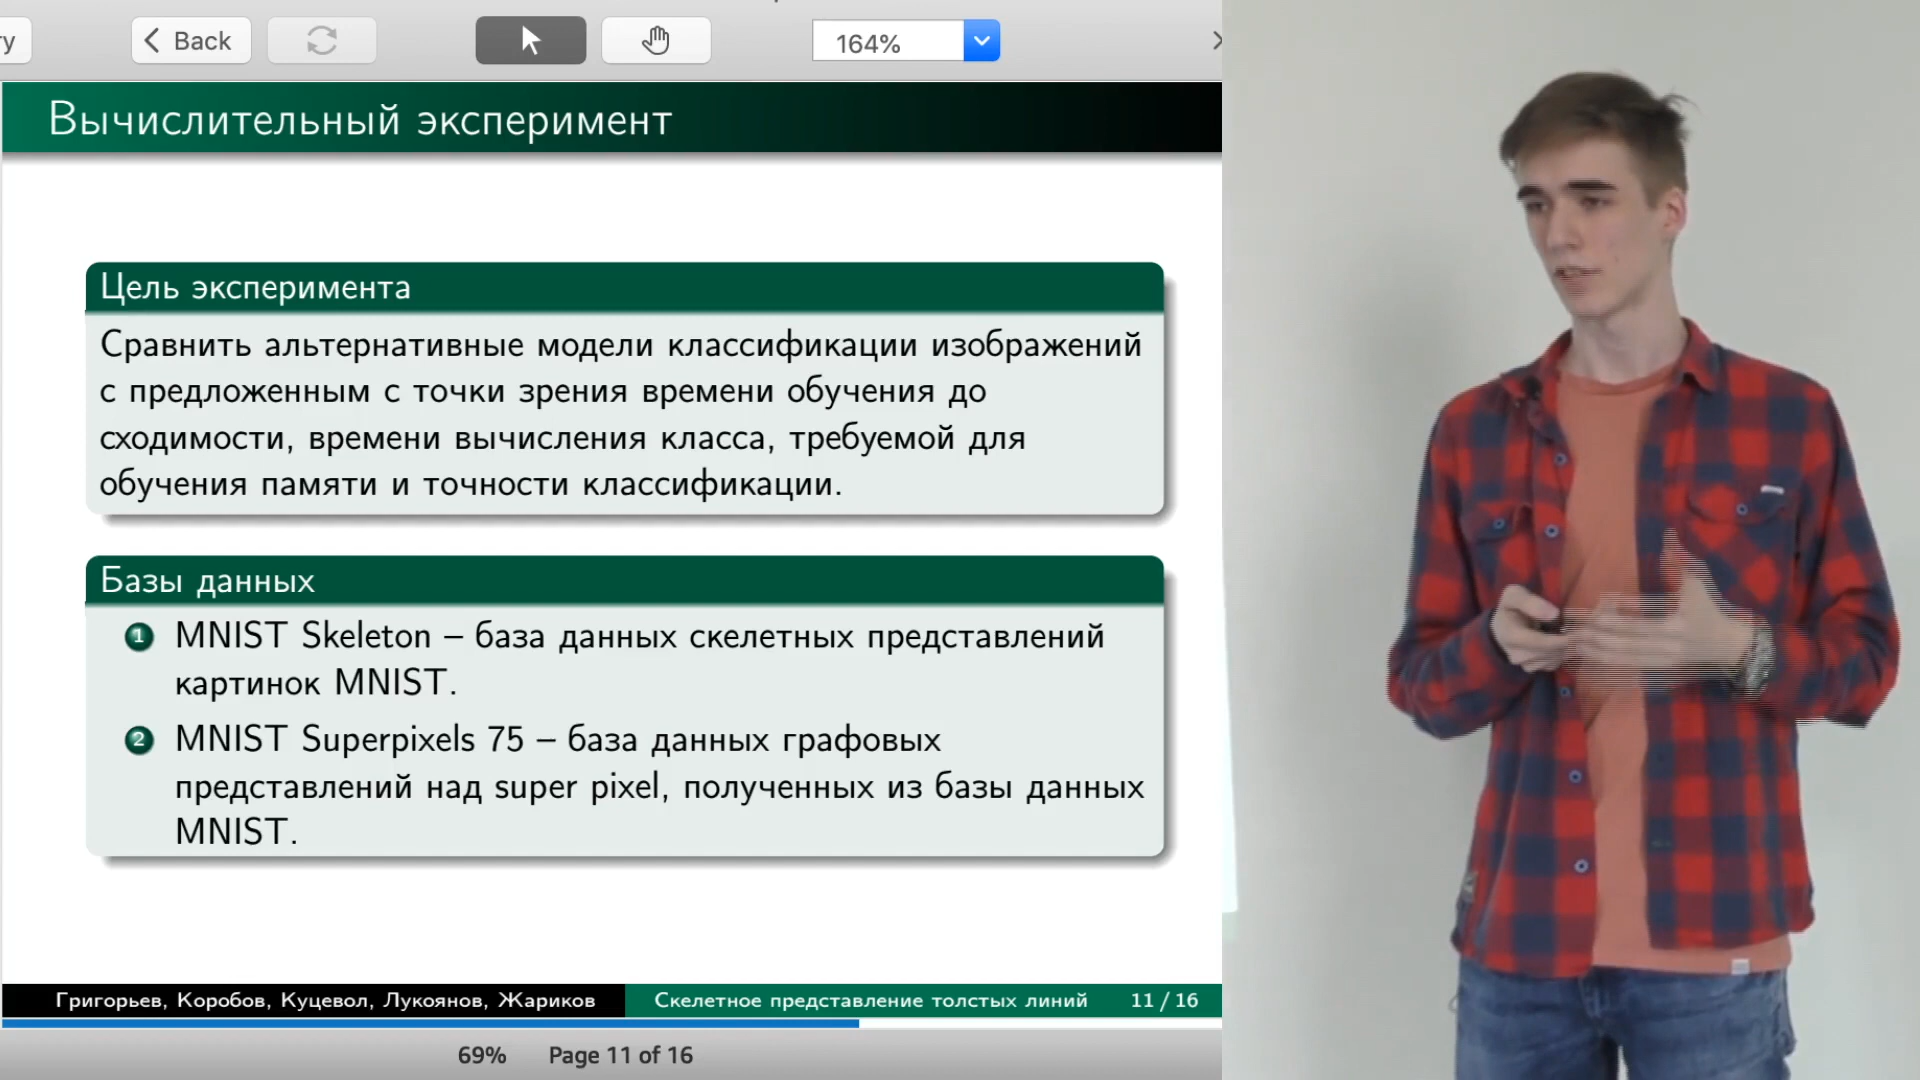 Back
164%
Вычислительный эксперимент
Цель эксперимента
Сравнить альтернативные модели классификации изображений
с предложенным с точки зрения времени обучения до
сходимости, времени вычисления класса, требуемой для
обучения памяти и точности классификации.
Базы данных
1 MNIST Skeleton – база данных скелетных представлений
картинок MNIST.
2 MNIST Superpixels 75 – база данных графовых
представлений над super pixel, полученных из базы данных
MNIST.
Григорьев, Коробов, Куцевол, Лукоянов, Жариков
Скелетное представление толстых линий 11 / 16
69% Page 11 of 16